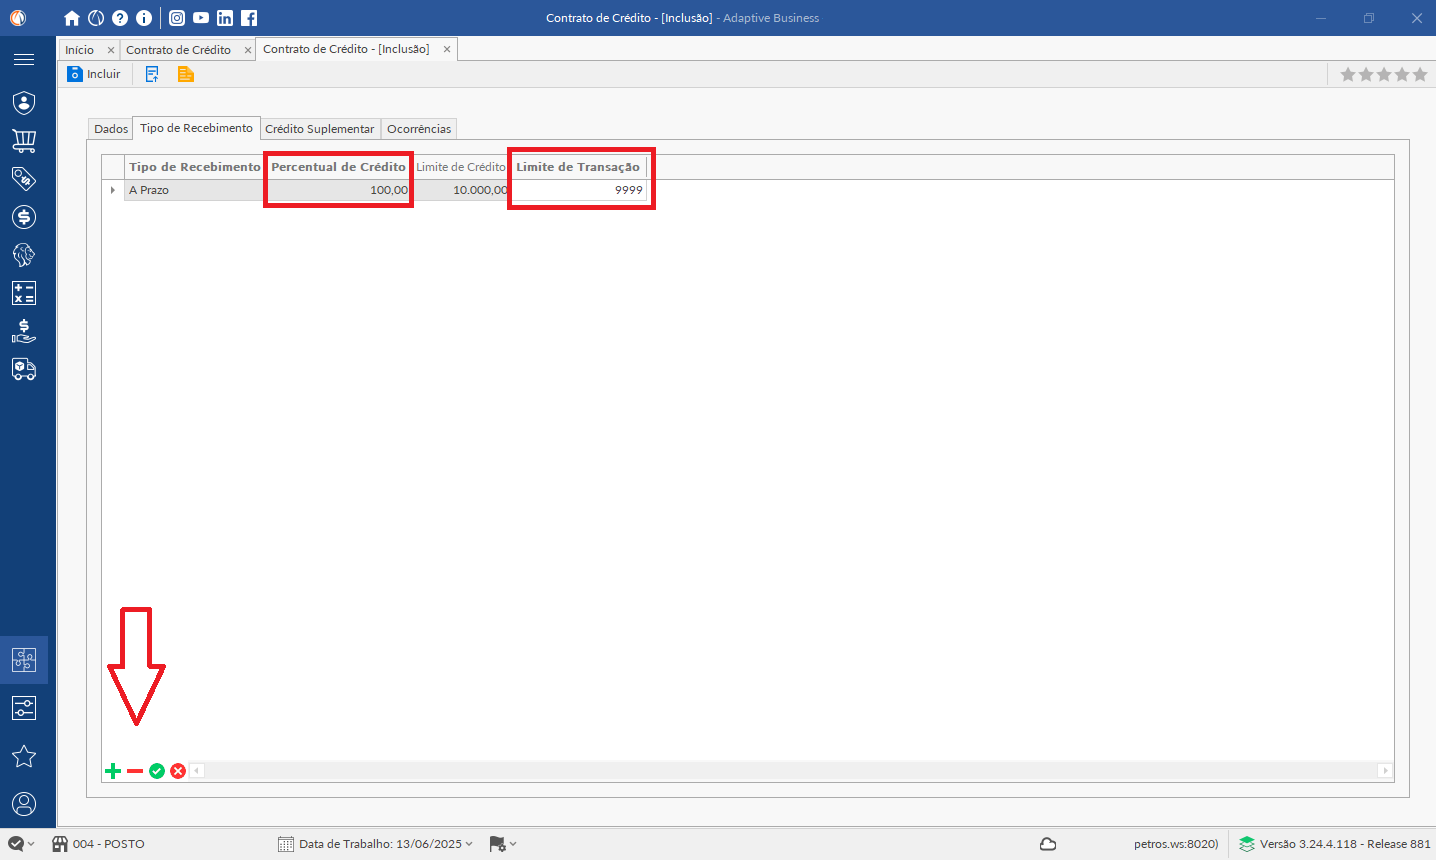 Contrato de Crédito - [Inclusão] - Adaptive Business
Início × Contrato de Crédito × Contrato de Crédito - [Inclusão] ×
Incluir
Dados Tipo de Recebimento Crédito Suplementar Ocorrências
Tipo de Recebimento Percentual de Crédito Limite de Crédito Limite de Transação
A Prazo 100,00 10.000,00 9999
004 - POSTO Data de Trabalho: 13/06/2025 petros.ws:8020) Versão 3.24.4.118 - Release 881